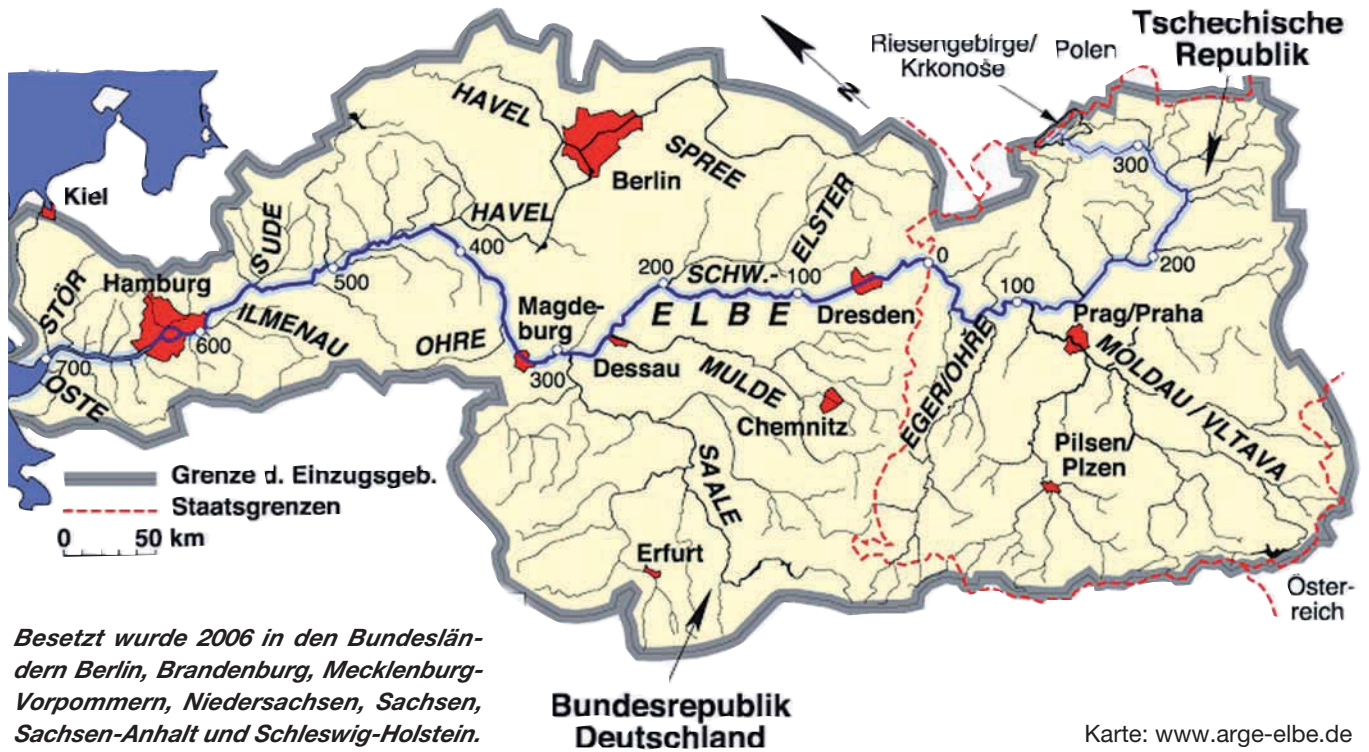 Tschechische
Republik
Riesengebirge/
Krkonoše
Polen
N
HAVEL
SPREE
Berlin
300
Kiel
HAVEL
ELSTER
SUDE
400
200
SCHW.-
100
0
200
500
STÖR
Hamburg
Magde-
burg
E L B E
Dresden
100
Prag/Praha
ILMENAU
OHRE
600
700
OSTE
300
Dessau
MULDE
Chemnitz
EGER/OHŘE
MOLDAU / VLTAVA
Pilsen/
Plzen
SAALE
Grenze d. Einzugsgeb.
Staatsgrenzen
0 50 km
Erfurt
Öster-
reich
Besetzt wurde 2006 in den Bundeslän-
dern Berlin, Brandenburg, Mecklenburg-
Vorpommern, Niedersachsen, Sachsen,
Sachsen-Anhalt und Schleswig-Holstein.
Bundesrepublik
Deutschland
Karte: www.arge-elbe.de